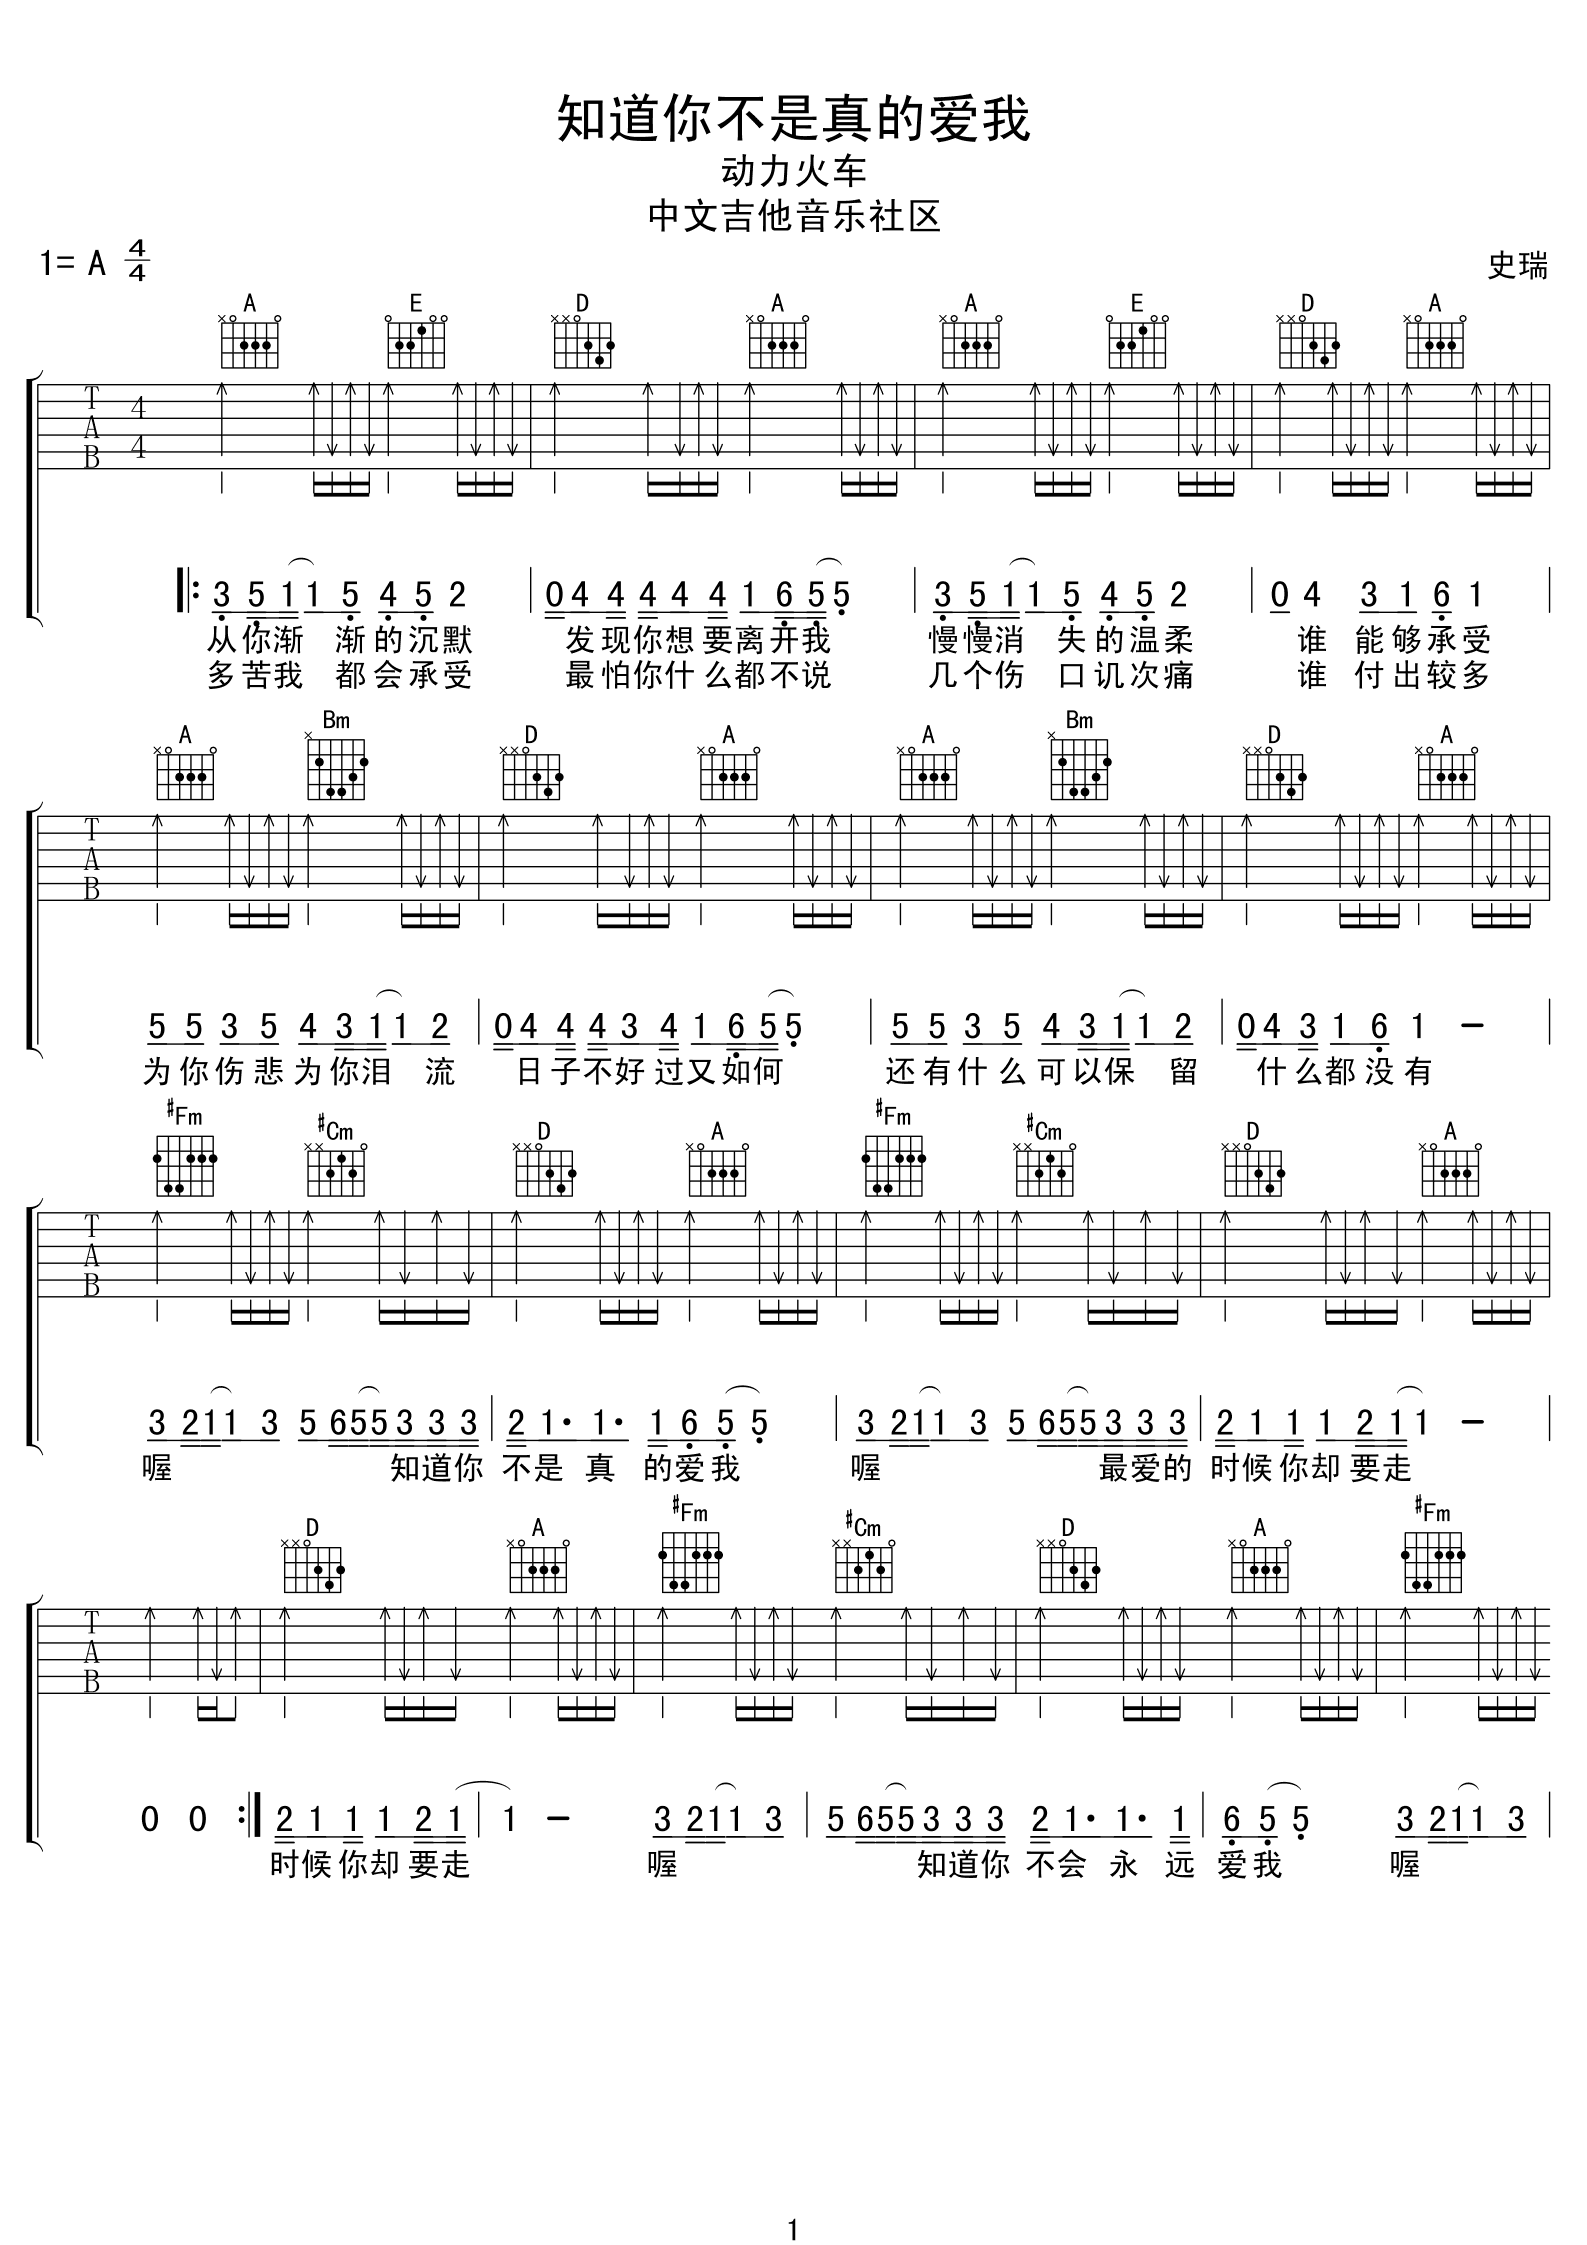 知道你不是真的爱我
动力火车
中文吉他音乐社区
1= A 4/4
史瑞
A E D A A E D A
T A B 4 4
3 5 1 1 5 4 5 2 0 4 4 4 4 4 1 6 5 5 3 5 1 1 5 4 5 2 0 4 3 1 6 1
从你渐 渐的沉默 发现你想要离开我 慢慢消 失的温柔 谁 能够承受
多苦我 都会承受 最怕你什么都不说 几个伤 口讥次痛 谁 付出较多
A Bm D A A Bm D A
T A B
5 5 3 5 4 3 1 1 2 0 4 4 4 3 4 1 6 5 5 5 5 3 5 4 3 1 1 2 0 4 3 1 6 1 –
为你伤悲为你泪 流 日子不好过又如何 还有什么可以保 留 什么都没有
#Fm #Cm D A #Fm #Cm D A
T A B
3 2 1 1 3 5 6 5 5 3 3 3 2 1· 1· 1 6 5 5 3 2 1 1 3 5 6 5 5 3 3 3 2 1 1 1 2 1 1 –
喔 知道你 不是 真 的爱我 喔 最爱的 时候你却要走
D A #Fm #Cm D A #Fm
T A B
0 0 2 1 1 1 2 1 1 – 3 2 1 1 3 5 6 5 5 3 3 3 2 1· 1· 1 6 5 5 3 2 1 1 3
时候你却要走 喔 知道你 不会 永 远 爱我 喔
1